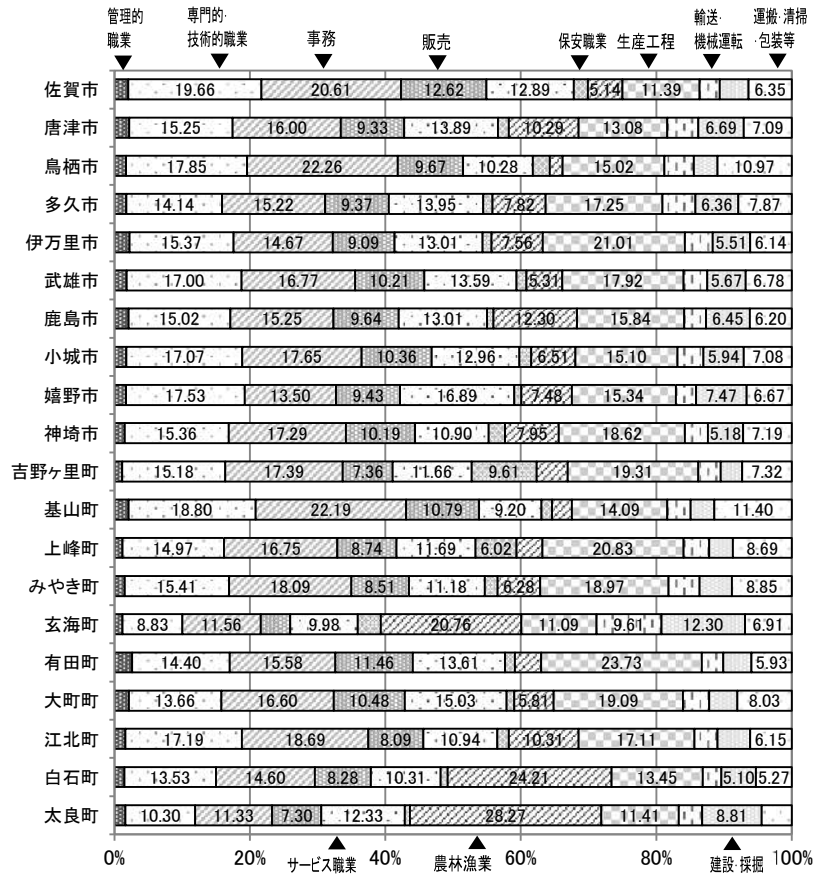 管理的
職業
専門的·
技術的職業
事務
販売
保安職業
生産工程
輸送·
機械運転
運搬·清掃
·包装等
佐賀市 19.66 20.61 12.62 12.89 5.14 11.39 6.35
唐津市 15.25 16.00 9.33 13.89 10.29 13.08 6.69 7.09
鳥栖市 17.85 22.26 9.67 10.28 15.02 10.97
多久市 14.14 15.22 9.37 13.95 7.82 17.25 6.36 7.87
伊万里市 15.37 14.67 9.09 13.01 7.56 21.01 5.51 6.14
武雄市 17.00 16.77 10.21 13.59 5.31 17.92 5.67 6.78
鹿島市 15.02 15.25 9.64 13.01 12.30 15.84 6.45 6.20
小城市 17.07 17.65 10.36 12.96 6.51 15.10 5.94 7.08
嬉野市 17.53 13.50 9.43 16.89 7.48 15.34 7.47 6.67
神埼市 15.36 17.29 10.19 10.90 7.95 18.62 5.18 7.19
吉野ヶ里町 15.18 17.39 7.36 11.66 9.61 19.31 7.32
基山町 18.80 22.19 10.79 9.20 14.09 11.40
上峰町 14.97 16.75 8.74 11.69 6.02 20.83 8.69
みやき町 15.41 18.09 8.51 11.18 6.28 18.97 8.85
玄海町 8.83 11.56 9.98 20.76 11.09 9.61 12.30 6.91
有田町 14.40 15.58 11.46 13.61 23.73 5.93
大町町 13.66 16.60 10.48 15.03 5.81 19.09 8.03
江北町 17.19 18.69 8.09 10.94 10.31 17.11 6.15
白石町 13.53 14.60 8.28 10.31 24.21 13.45 5.10 5.27
太良町 10.30 11.33 7.30 12.33 28.27 11.41 8.81
0% 20% 40% 60% 80% 100%
サービス職業
農林漁業
建設·採掘